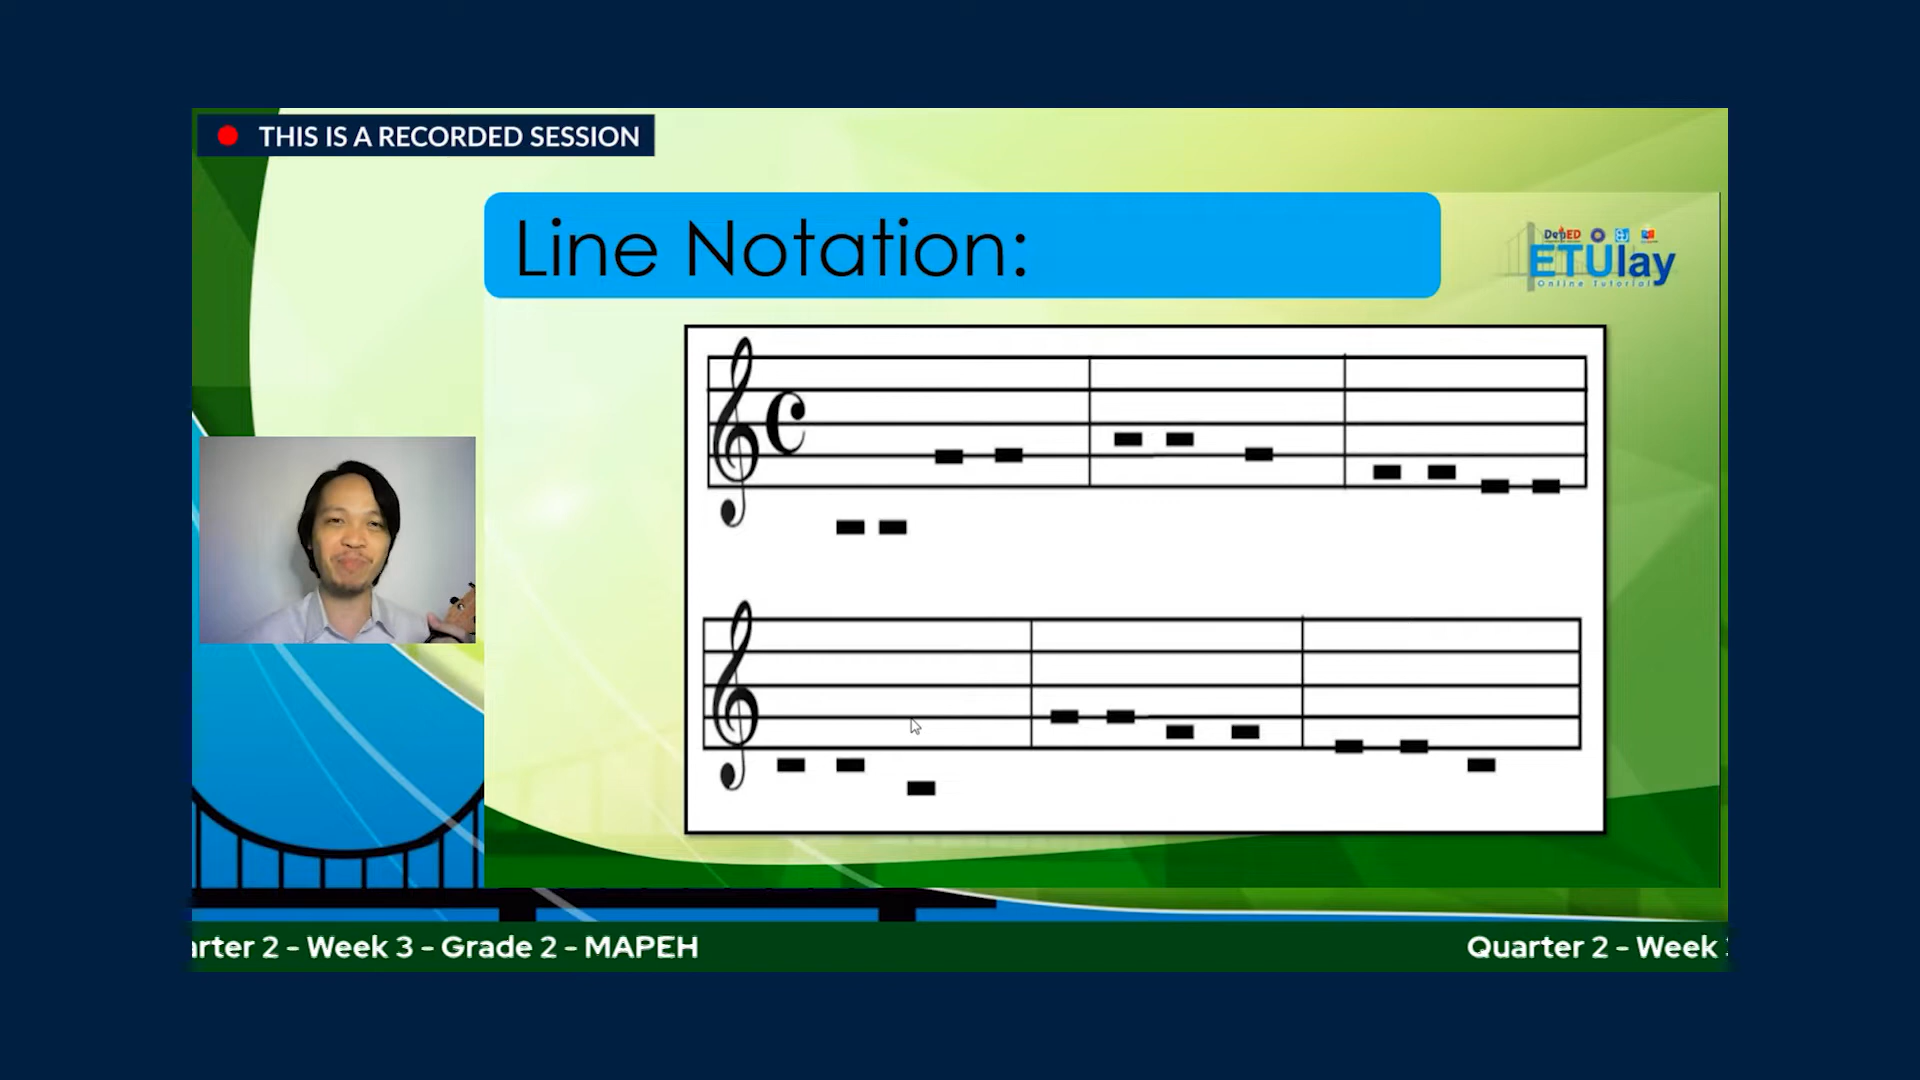 THIS IS A RECORDED SESSION
Line Notation:
DepED
ETUlay
Online Tutorial
arter 2 - Week 3 - Grade 2 - MAPEH
Quarter 2 - Week